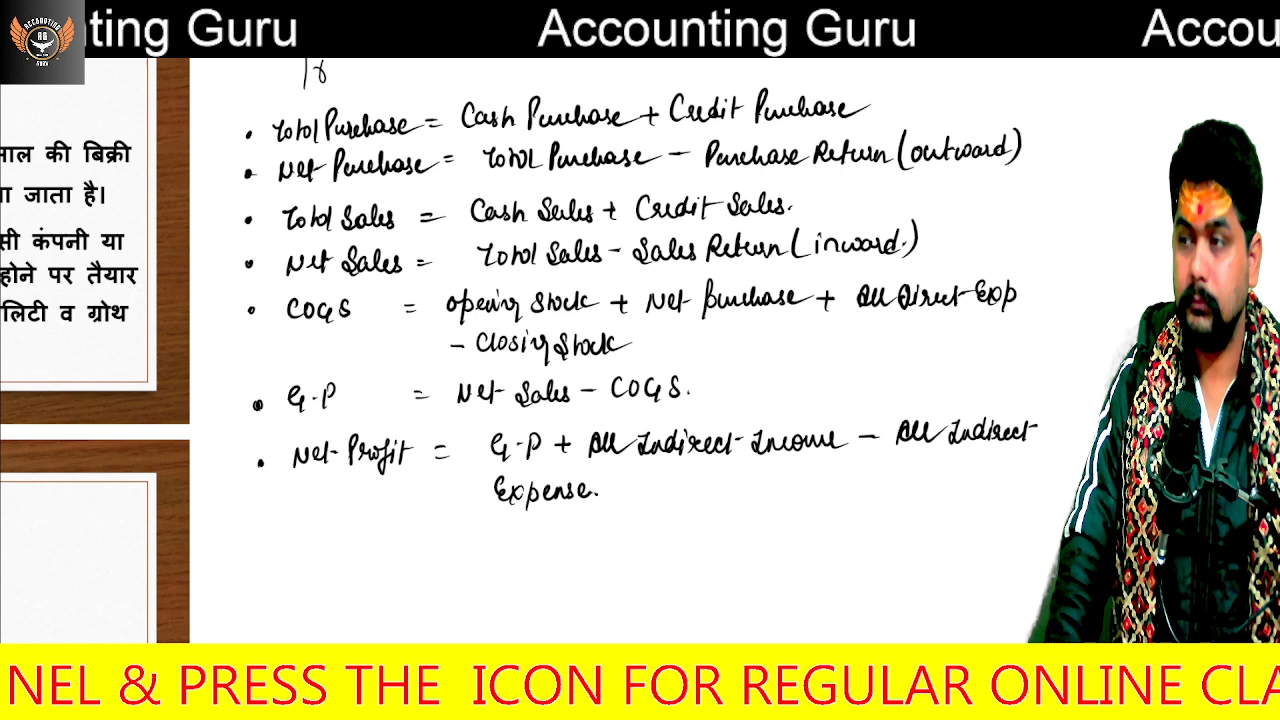 ting Guru Accounting Guru Accou
ACCOUNTING
AG
GURU
माल की बिक्री
जाता है।
सी कंपनी या
होने पर तैयार
लिटी व ग्रोथ
• Total Purchase = Cash Purchase + Credit Purchase
• Net Purchase = Total Purchase - Purchase Return (outward)
• Total Sales = Cash Sales + Credit Sales.
• Net Sales = Total Sales - Sales Return (inward.)
• COGS = opening Stock + Net Purchase + All Direct Exp
- Closing Stock
• G.P = Net Sales - COGS.
• Net-Profit = G.P + All Indirect-Income - All Indirect
Expense.
NEL & PRESS THE ICON FOR REGULAR ONLINE CLA